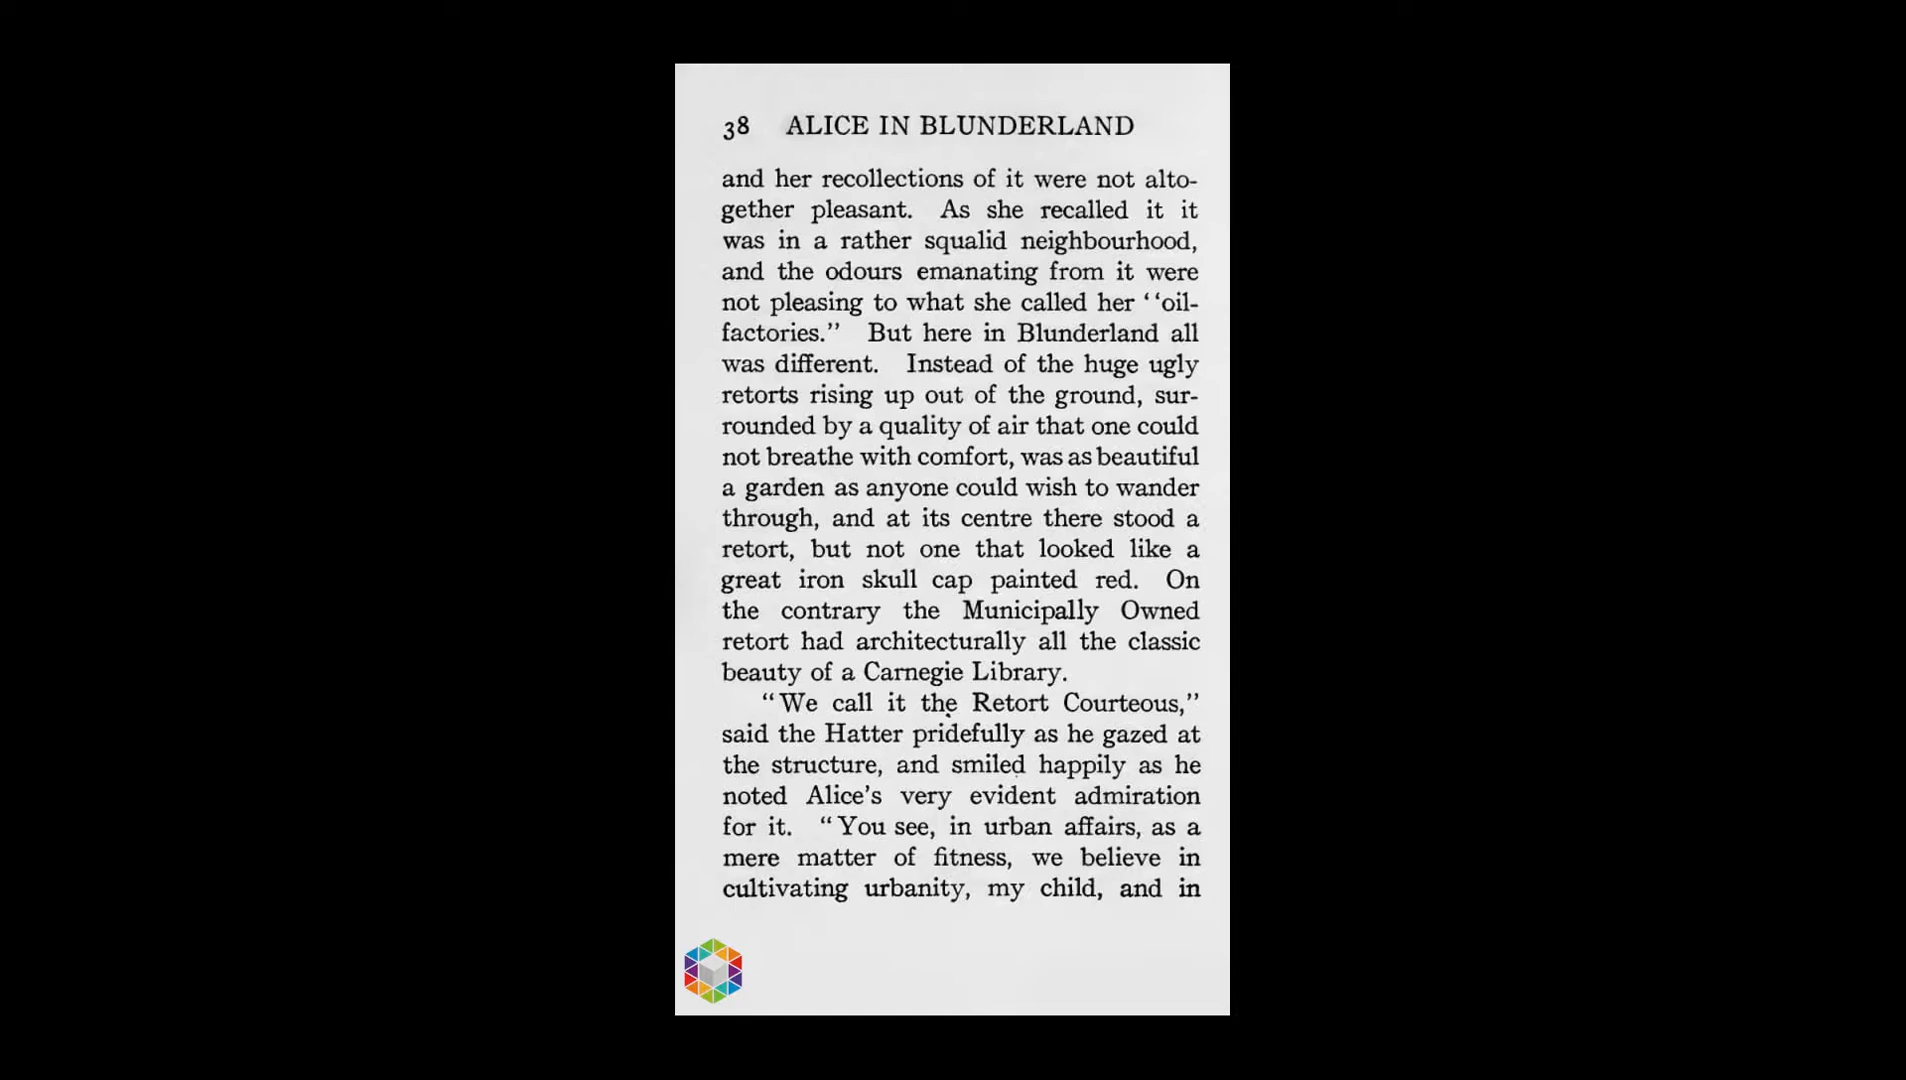 38 ALICE IN BLUNDERLAND
and her recollections of it were not alto-
gether pleasant. As she recalled it it
was in a rather squalid neighbourhood,
and the odours emanating from it were
not pleasing to what she called her ‘‘oil-
factories.” But here in Blunderland all
was different. Instead of the huge ugly
retorts rising up out of the ground, sur-
rounded by a quality of air that one could
not breathe with comfort, was as beautiful
a garden as anyone could wish to wander
through, and at its centre there stood a
retort, but not one that looked like a
great iron skull cap painted red. On
the contrary the Municipally Owned
retort had architecturally all the classic
beauty of a Carnegie Library.
“We call it the Retort Courteous,”
said the Hatter pridefully as he gazed at
the structure, and smiled happily as he
noted Alice’s very evident admiration
for it. “You see, in urban affairs, as a
mere matter of fitness, we believe in
cultivating urbanity, my child, and in